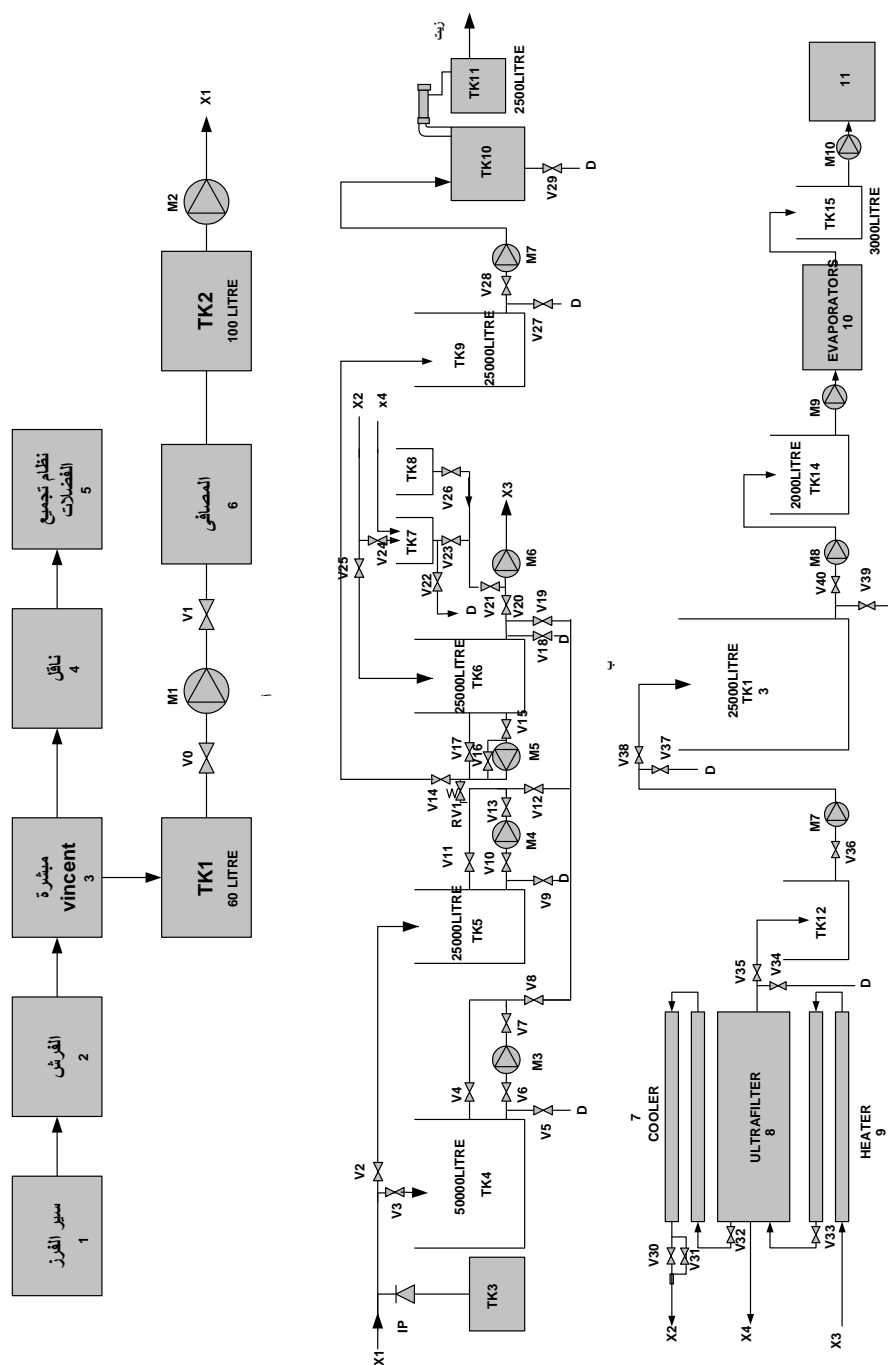 سير الفرز
1
الفرش
2
مبشرة
vincent
3
ناقل
4
نظام تجميع
الفضلات
5
TK1
60 LITRE
V0
M1
V1
المصافى
6
TK2
100 LITRE
M2
X1
X1
IP
TK3
V2
V3
50000LITRE
TK4
V4
V5
D
V6
M3
V7
V8
25000LITRE
TK5
V11
V9
D
V10
M4
V13
V12
V14
RV1
V17
V16
M5
V15
25000LITRE
TK6
V18
D
V19
V20
V21
M6
X3
V25
V24
TK7
V22
D
V23
TK8
V26
X2
x4
TK9
25000LITRE
V27
D
V28
M7
TK10
V29
D
TK11
2500LITRE
زيت
X2
V30
V31
7
COOLER
V32
X4
ULTRAFILTER
8
V33
X3
HEATER
9
V35
V34
D
TK12
V36
M7
V38
V37
D
25000LITRE
TK1
3
V39
V40
M8
2000LITRE
TK14
M9
EVAPORATORS
10
TK15
3000LITRE
M10
11